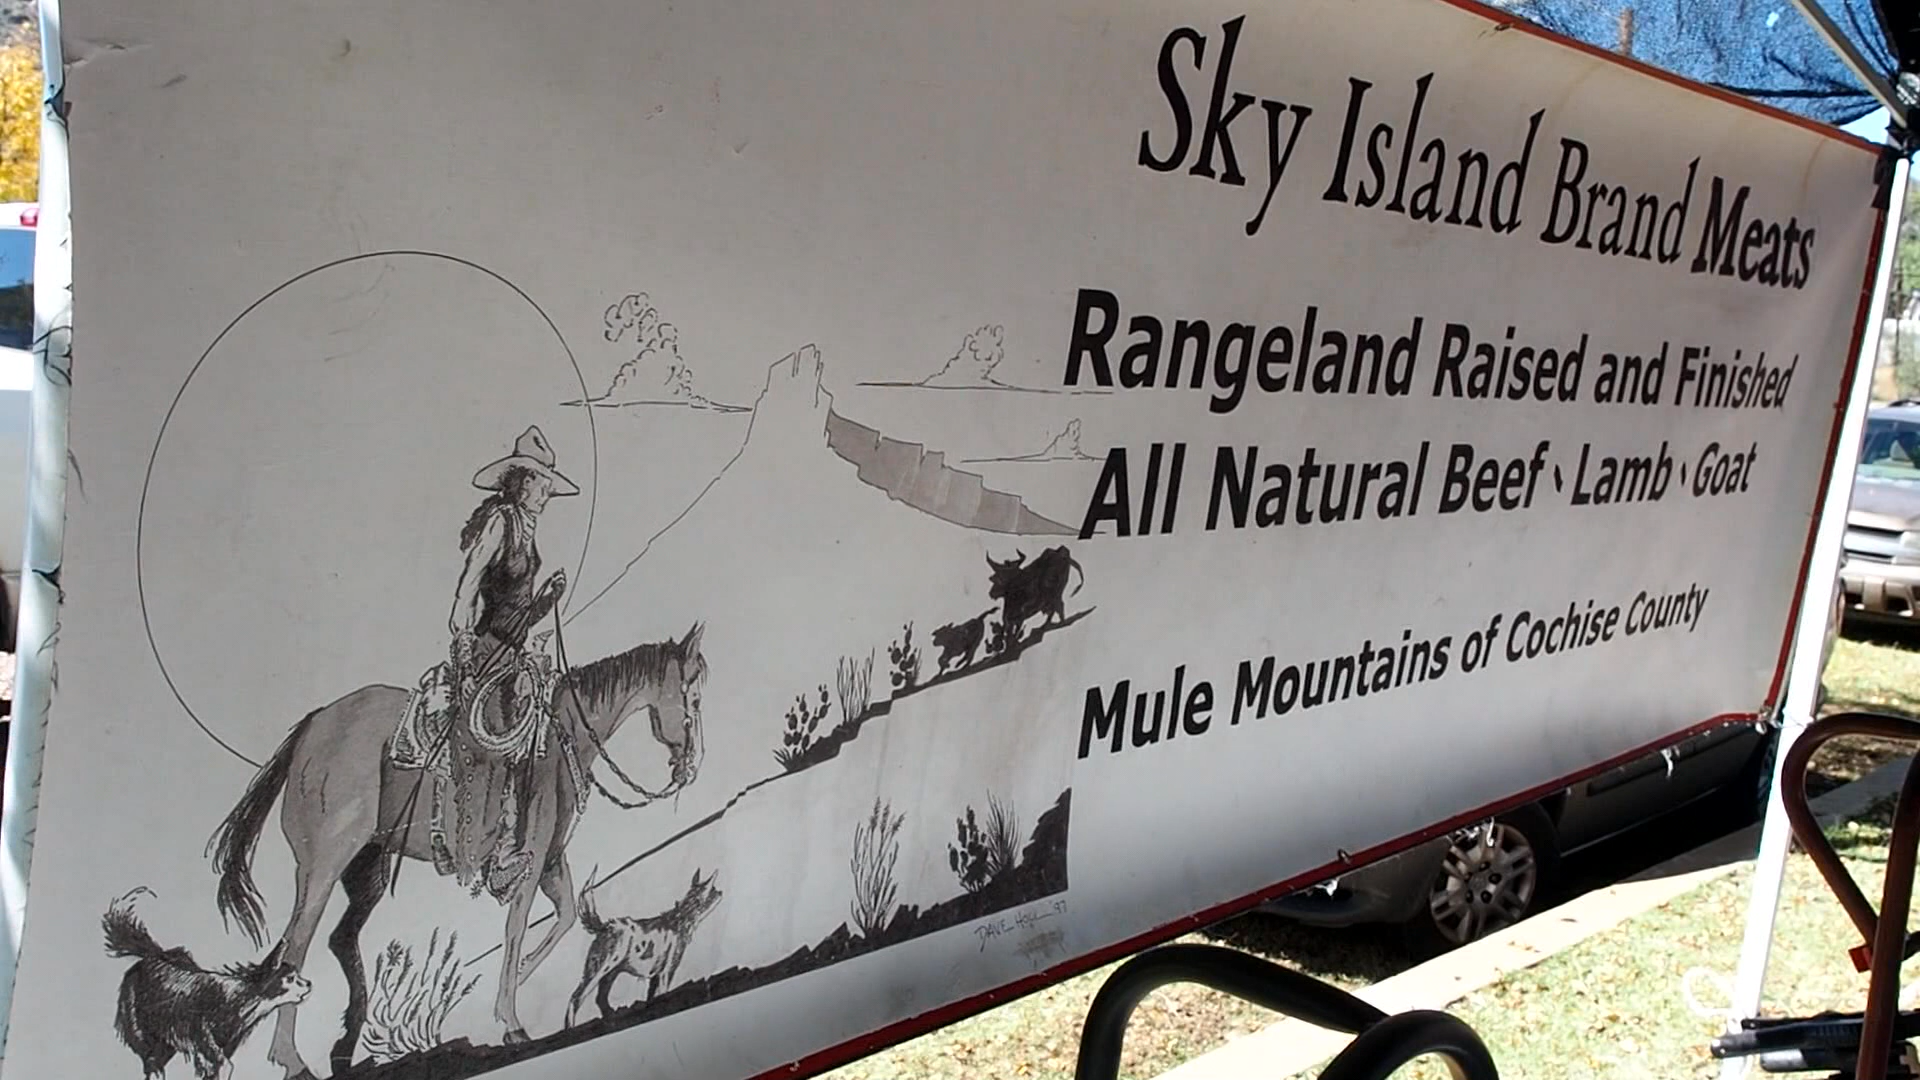 Sky Island Brand Meats
Rangeland Raised and Finished
All Natural Beef · Lamb · Goat
Mule Mountains of Cochise County
DAVE '97